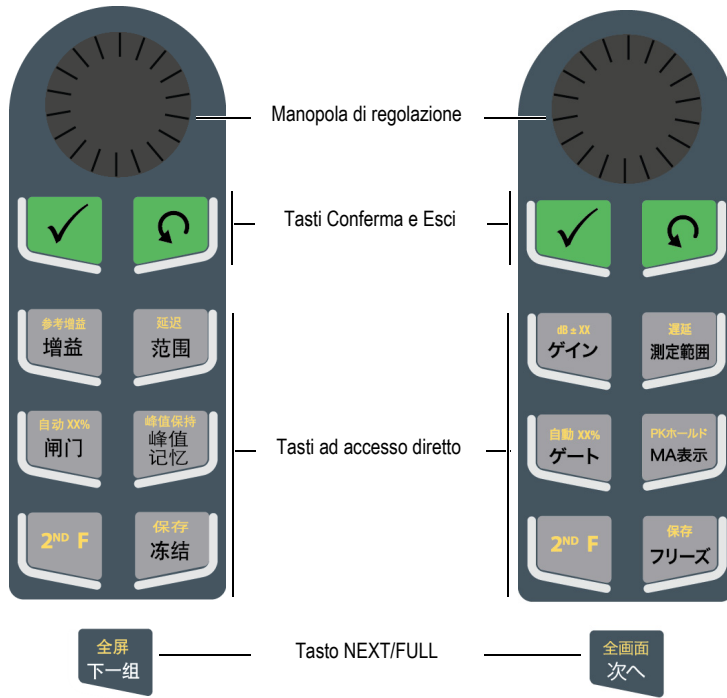 Manopola di regolazione
Tasti Conferma e Esci
参考增益
增益
延迟
范围
dB ± XX
ゲイン
遅延
測定範囲
自动 XX%
闸门
峰值保持
峰值
记忆
Tasti ad accesso diretto
自動 XX%
ゲート
PKホールド
MA表示
2ND F
保存
冻结
2ND F
保存
フリーズ
全屏
下一组
Tasto NEXT/FULL
全画面
次へ